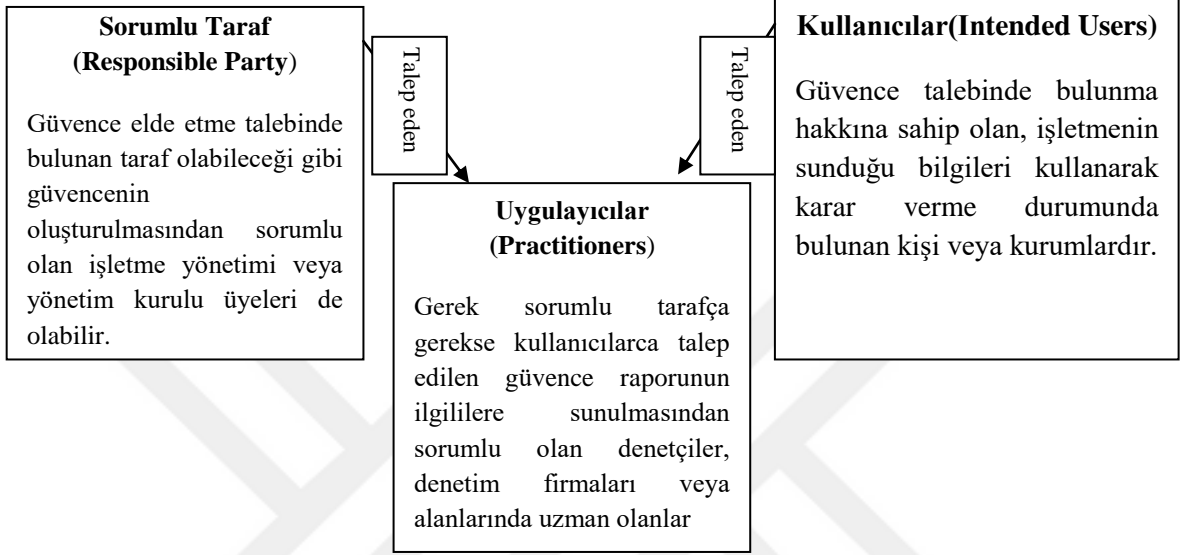 Sorumlu Taraf
(Responsible Party)
Güvence elde etme talebinde
bulunan taraf olabileceği gibi
güvencenin
oluşturulmasından sorumlu
olan işletme yönetimi veya
yönetim kurulu üyeleri de
olabilir.
Talep eden
Talep eden
Kullanıcılar(Intended Users)
Güvence talebinde bulunma
hakkına sahip olan, işletmenin
sunduğu bilgileri kullanarak
karar verme durumunda
bulunan kişi veya kurumlardır.
Uygulayıcılar
(Practitioners)
Gerek sorumlu tarafça
gerekse kullanıcılarca talep
edilen güvence raporunun
ilgililere sunulmasından
sorumlu olan denetçiler,
denetim firmaları veya
alanlarında uzman olanlar